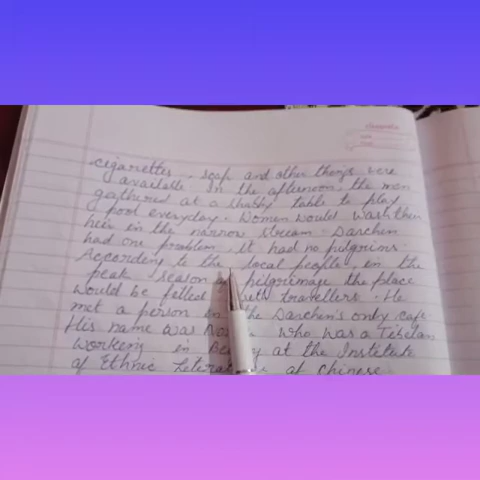 cigarettes, soap and other things were
available. In the afternoon, the men
gathered at a shabby table to play
pool everyday. Women would wash their
heir in the narrow stream. Darchen
had one problem. It had no pilgrims.
According to the local people, in the
peak season of pilgrimage the place
would be filled with travellers. He
met a person in the Darchen's only cafe
His name was Who was a Tibetan
working in at the Institute
of Ethnic at Chinese